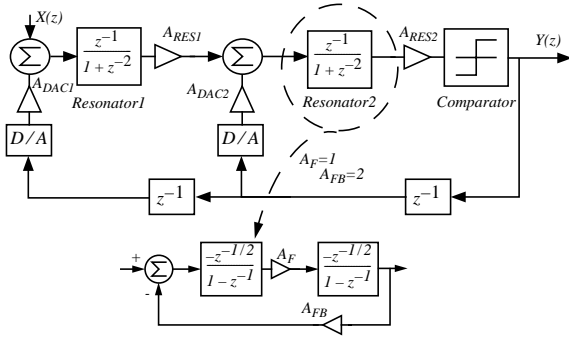 X(z)
A_RES1
A_RES2
Y(z)
Σ
z^{-1}
1 + z^{-2}
Σ
z^{-1}
1 + z^{-2}
A_DAC1
Resonator1
A_DAC2
Resonator2
Comparator
D/A
D/A
A_F=1
A_FB=2
z^{-1}
z^{-1}
+
Σ
-
-z^{-1/2}
1 - z^{-1}
A_F
-z^{-1/2}
1 - z^{-1}
A_FB